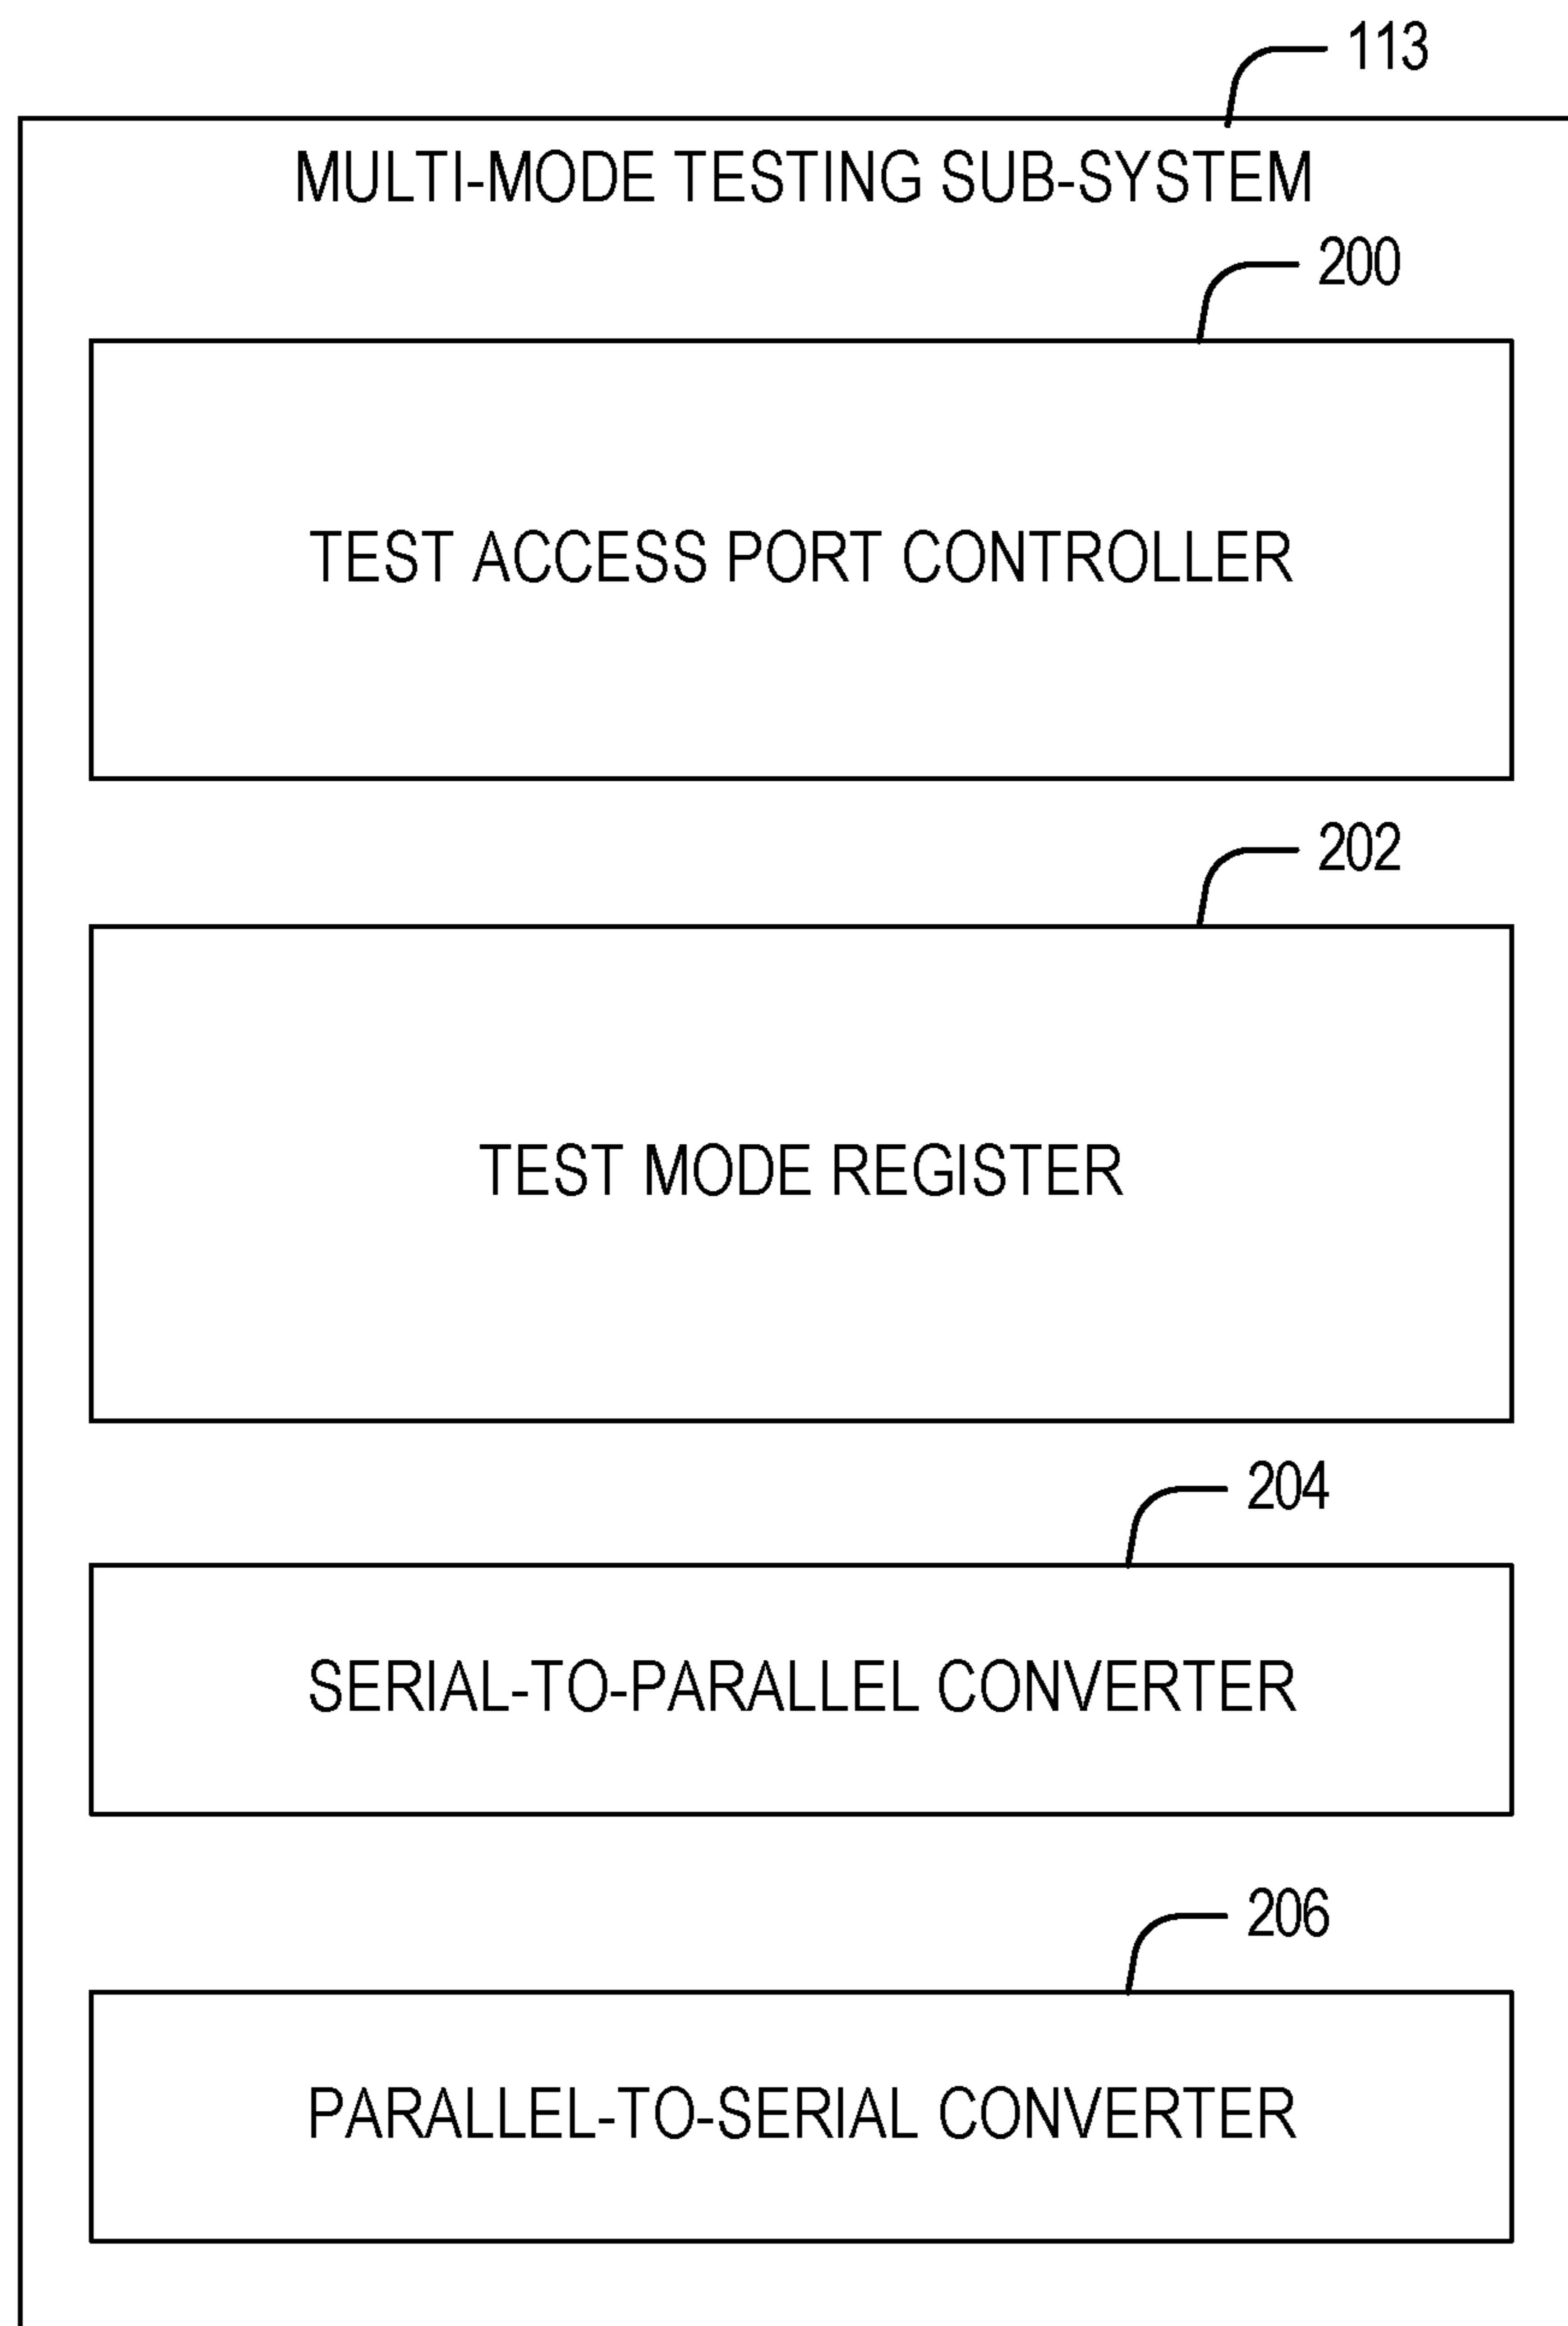 113
MULTI-MODE TESTING SUB-SYSTEM
200
TEST ACCESS PORT CONTROLLER
202
TEST MODE REGISTER
204
SERIAL-TO-PARALLEL CONVERTER
206
PARALLEL-TO-SERIAL CONVERTER